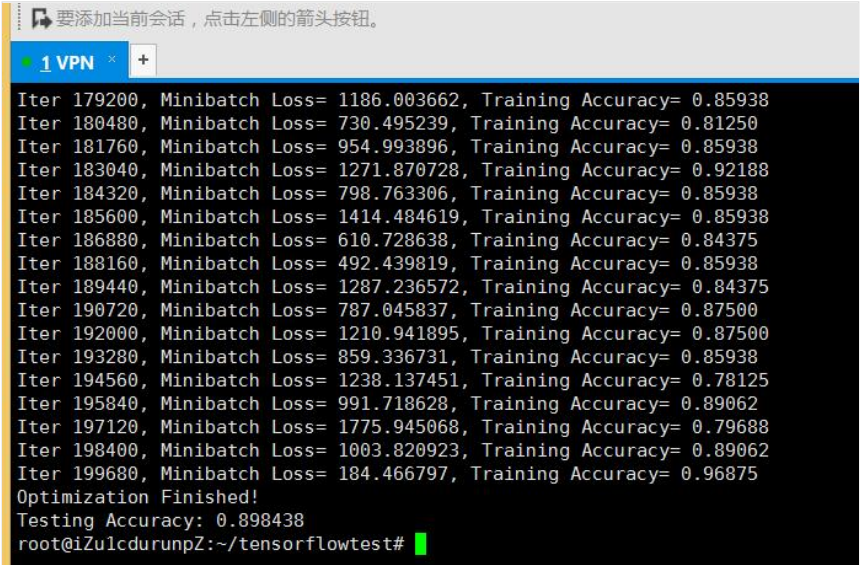 要添加当前会话，点击左侧的箭头按钮。
1 VPN × +
Iter 179200, Minibatch Loss= 1186.003662, Training Accuracy= 0.85938
Iter 180480, Minibatch Loss= 730.495239, Training Accuracy= 0.81250
Iter 181760, Minibatch Loss= 954.993896, Training Accuracy= 0.85938
Iter 183040, Minibatch Loss= 1271.870728, Training Accuracy= 0.92188
Iter 184320, Minibatch Loss= 798.763306, Training Accuracy= 0.85938
Iter 185600, Minibatch Loss= 1414.484619, Training Accuracy= 0.85938
Iter 186880, Minibatch Loss= 610.728638, Training Accuracy= 0.84375
Iter 188160, Minibatch Loss= 492.439819, Training Accuracy= 0.85938
Iter 189440, Minibatch Loss= 1287.236572, Training Accuracy= 0.84375
Iter 190720, Minibatch Loss= 787.045837, Training Accuracy= 0.87500
Iter 192000, Minibatch Loss= 1210.941895, Training Accuracy= 0.87500
Iter 193280, Minibatch Loss= 859.336731, Training Accuracy= 0.85938
Iter 194560, Minibatch Loss= 1238.137451, Training Accuracy= 0.78125
Iter 195840, Minibatch Loss= 991.718628, Training Accuracy= 0.89062
Iter 197120, Minibatch Loss= 1775.945068, Training Accuracy= 0.79688
Iter 198400, Minibatch Loss= 1003.820923, Training Accuracy= 0.89062
Iter 199680, Minibatch Loss= 184.466797, Training Accuracy= 0.96875
Optimization Finished!
Testing Accuracy: 0.898438
root@iZu1cdurunpZ:~/tensorflowtest#